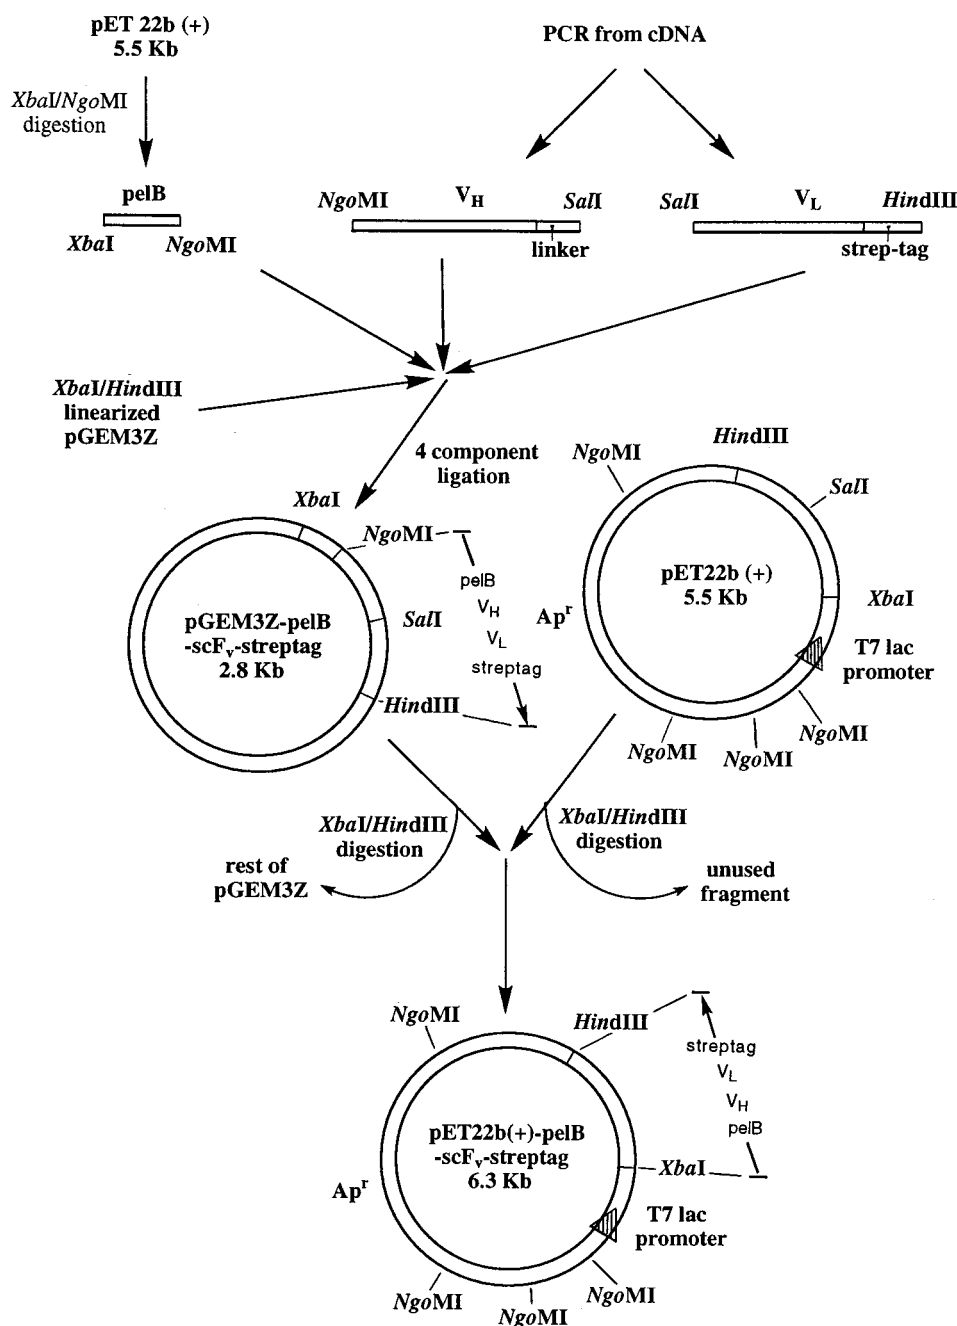 pET 22b (+)
5.5 Kb
PCR from cDNA
XbaI/NgoMI
digestion
pelB
XbaI
NgoMI
NgoMI
VH
SalI
linker
SalI
VL
HindIII
strep-tag
XbaI/HindIII
linearized
pGEM3Z
4 component
ligation
XbaI
NgoMI
pelB
VH
VL
streptag
SalI
HindIII
pGEM3Z-pelB
-scFv-streptag
2.8 Kb
NgoMI
HindIII
SalI
pET22b (+)
5.5 Kb
Apr
XbaI
T7 lac
promoter
NgoMI
NgoMI
NgoMI
XbaI/HindIII
digestion
rest of
pGEM3Z
XbaI/HindIII
digestion
unused
fragment
NgoMI
HindIII
streptag
VL
VH
pelB
pET22b(+)-pelB
-scFv-streptag
6.3 Kb
XbaI
Apr
T7 lac
promoter
NgoMI
NgoMI
NgoMI